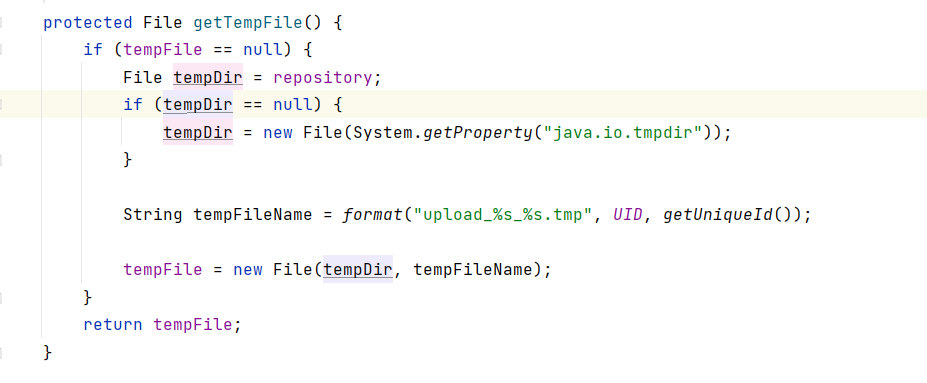 protected File getTempFile() {
if (tempFile == null) {
File tempDir = repository;
if (tempDir == null) {
tempDir = new File(System.getProperty("java.io.tmpdir"));
}
String tempFileName = format("upload_%s_%s.tmp", UID, getUniqueId());
tempFile = new File(tempDir, tempFileName);
}
return tempFile;
}